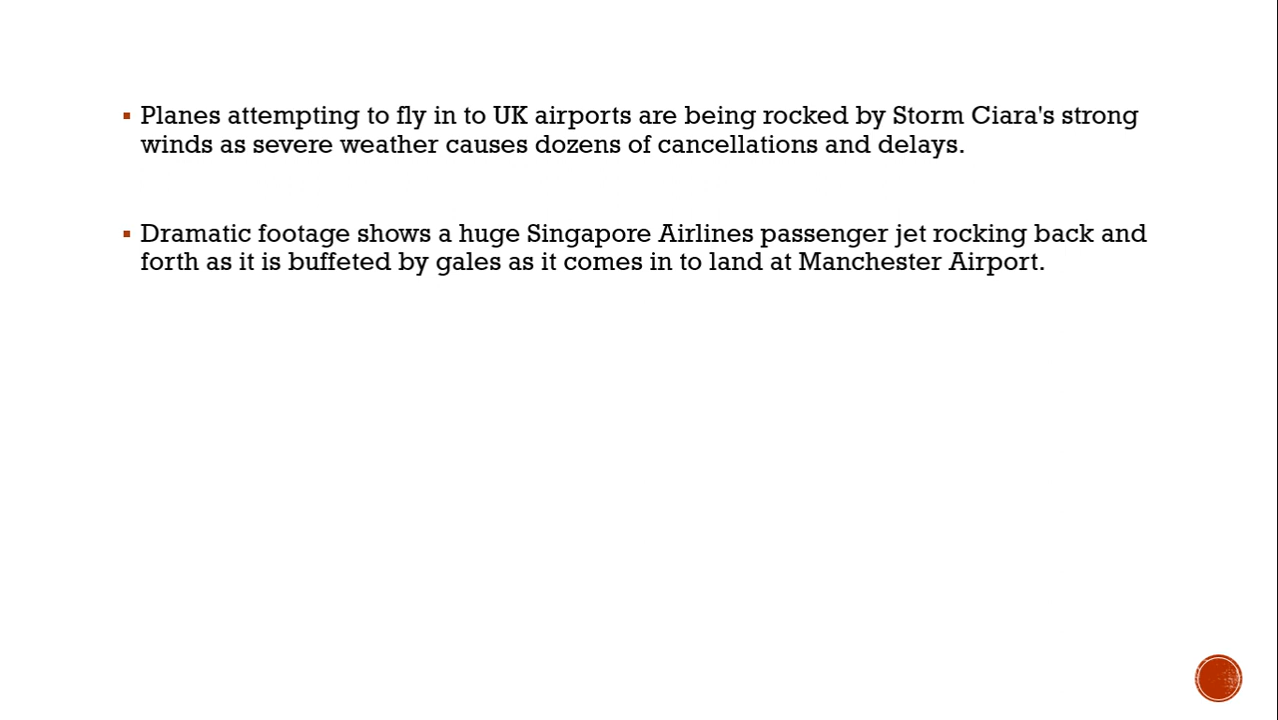 ▪ Planes attempting to fly in to UK airports are being rocked by Storm Ciara's strong
winds as severe weather causes dozens of cancellations and delays.
▪ Dramatic footage shows a huge Singapore Airlines passenger jet rocking back and
forth as it is buffeted by gales as it comes in to land at Manchester Airport.